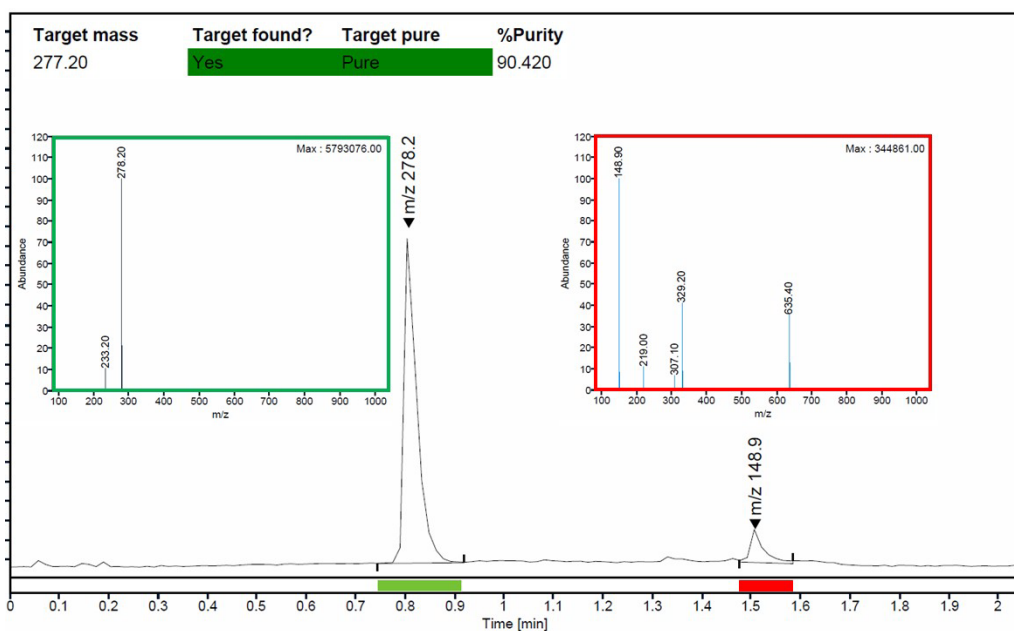 Target mass Target found? Target pure %Purity
277.20 Yes Pure 90.420
Max : 5793076.00
120
110
100
90
80
70
60
50
40
30
20
10
0
Abundance
233.20
278.20
100 200 300 400 500 600 700 800 900 1000
m/z
m/z 278.2
Max : 344861.00
120
110
100
90
80
70
60
50
40
30
20
10
0
Abundance
148.90
219.00
307.10
329.20
635.40
100 200 300 400 500 600 700 800 900 1000
m/z
m/z 148.9
0 0.1 0.2 0.3 0.4 0.5 0.6 0.7 0.8 0.9 1 1.1 1.2 1.3 1.4 1.5 1.6 1.7 1.8 1.9 2
Time [min]